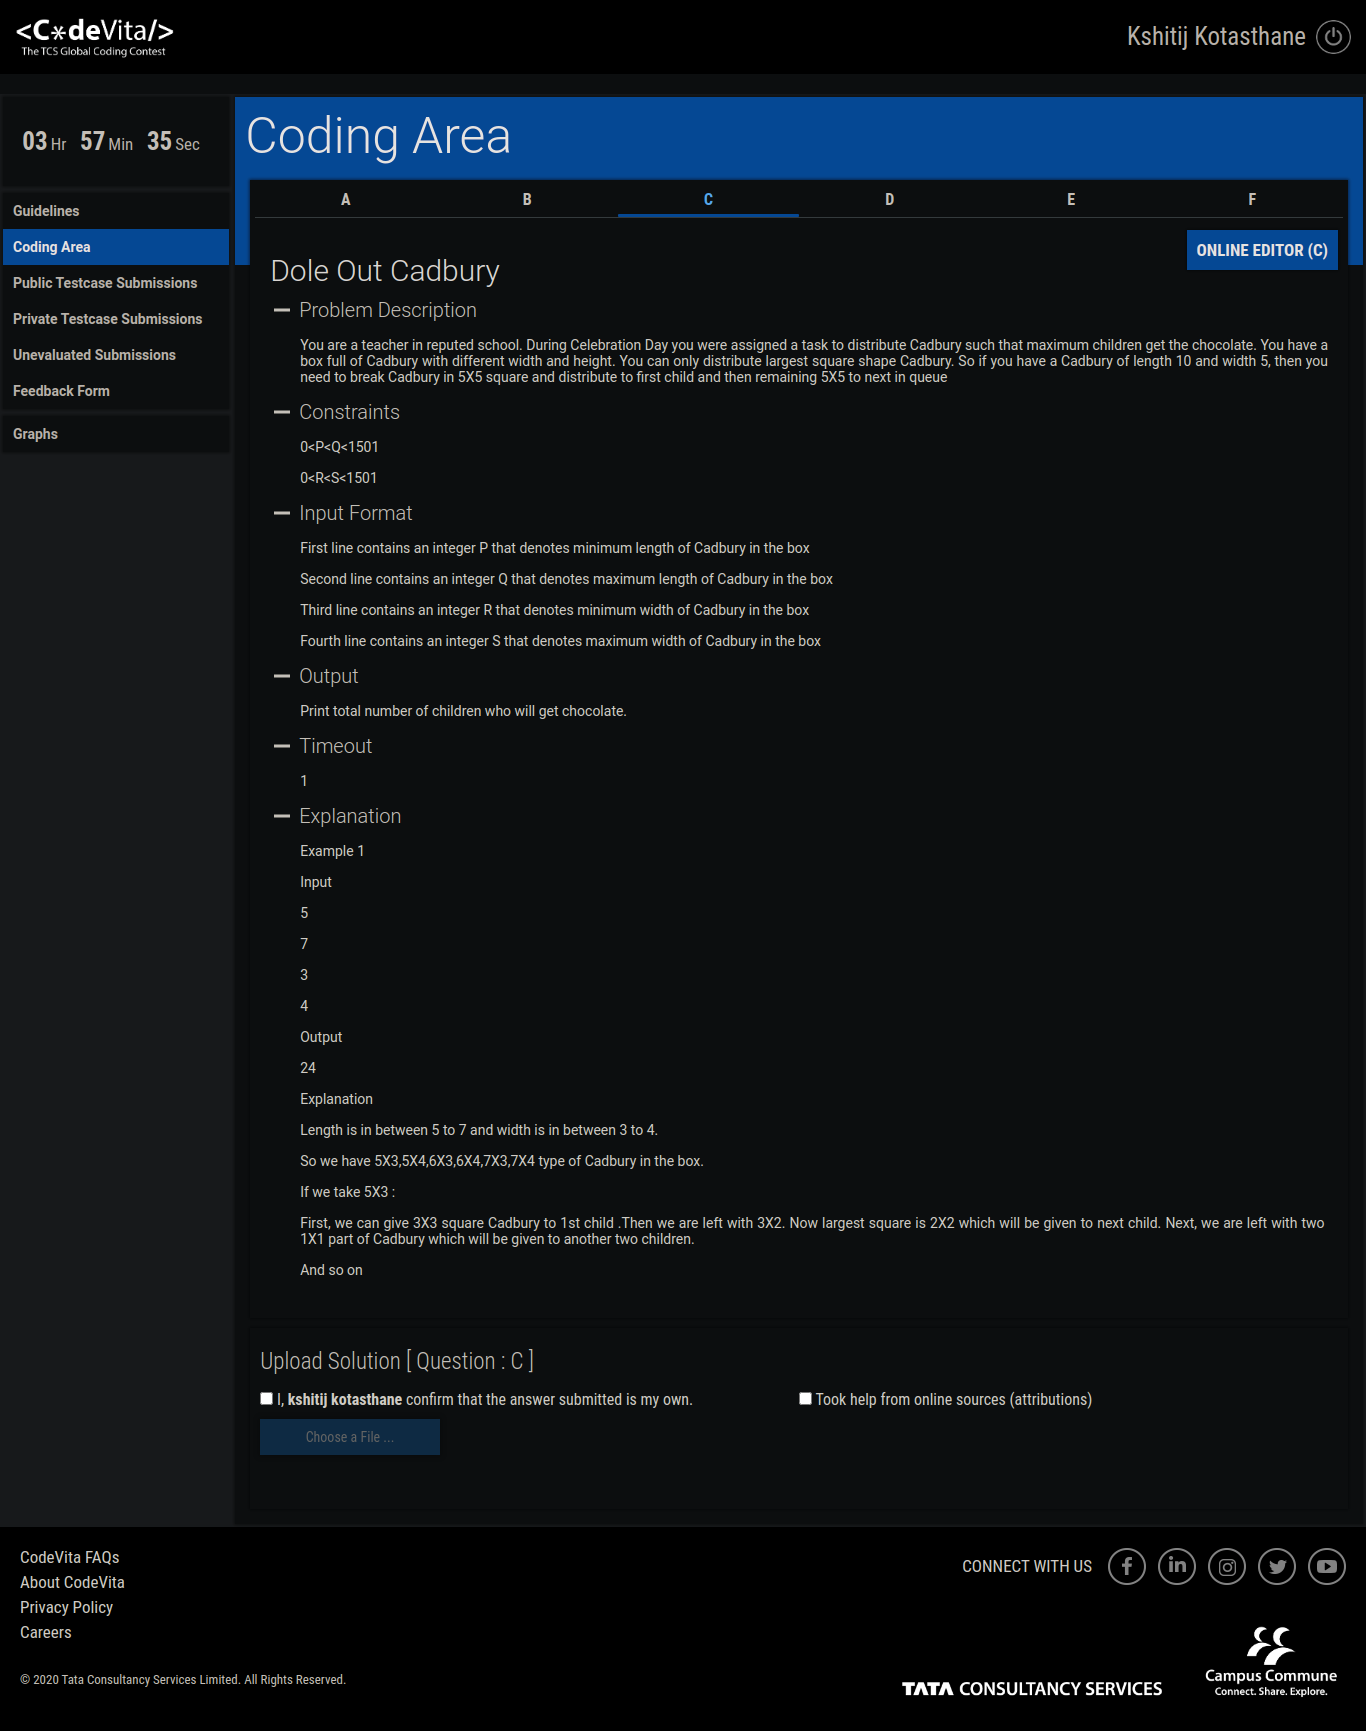 <C*deVita/>
The TCS Global Coding Contest
Kshitij Kotasthane
03 Hr 57 Min 35 Sec
Guidelines
Coding Area
Public Testcase Submissions
Private Testcase Submissions
Unevaluated Submissions
Feedback Form
Graphs
Coding Area
A B C D E F
ONLINE EDITOR (C)
Dole Out Cadbury
Problem Description
You are a teacher in reputed school. During Celebration Day you were assigned a task to distribute Cadbury such that maximum children get the chocolate. You have a
box full of Cadbury with different width and height. You can only distribute largest square shape Cadbury. So if you have a Cadbury of length 10 and width 5, then you
need to break Cadbury in 5X5 square and distribute to first child and then remaining 5X5 to next in queue
Constraints
0<P<Q<1501
0<R<S<1501
Input Format
First line contains an integer P that denotes minimum length of Cadbury in the box
Second line contains an integer Q that denotes maximum length of Cadbury in the box
Third line contains an integer R that denotes minimum width of Cadbury in the box
Fourth line contains an integer S that denotes maximum width of Cadbury in the box
Output
Print total number of children who will get chocolate.
Timeout
1
Explanation
Example 1
Input
5
7
3
4
Output
24
Explanation
Length is in between 5 to 7 and width is in between 3 to 4.
So we have 5X3,5X4,6X3,6X4,7X3,7X4 type of Cadbury in the box.
If we take 5X3 :
First, we can give 3X3 square Cadbury to 1st child .Then we are left with 3X2. Now largest square is 2X2 which will be given to next child. Next, we are left with two
1X1 part of Cadbury which will be given to another two children.
And so on
Upload Solution [ Question : C ]
I, kshitij kotasthane confirm that the answer submitted is my own.
Took help from online sources (attributions)
Choose a File ...
CodeVita FAQs
About CodeVita
Privacy Policy
Careers
© 2020 Tata Consultancy Services Limited. All Rights Reserved.
CONNECT WITH US
TATA CONSULTANCY SERVICES
Campus Commune
Connect. Share. Explore.